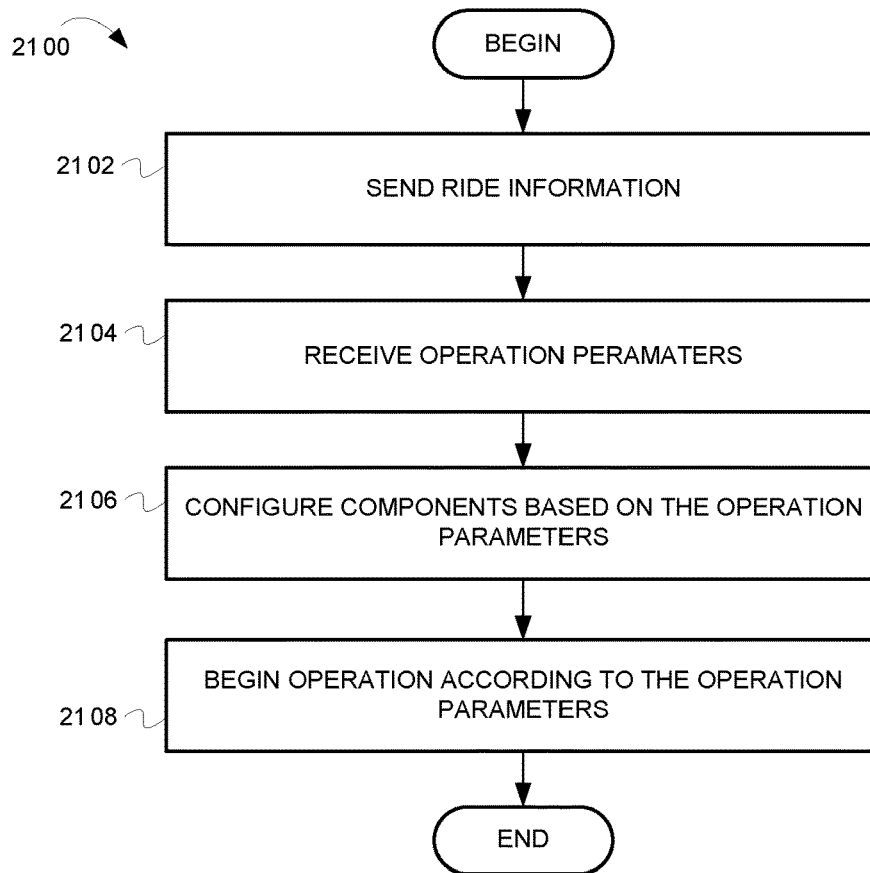 2100
BEGIN
2102
SEND RIDE INFORMATION
2104
RECEIVE OPERATION PERAMATERS
2106
CONFIGURE COMPONENTS BASED ON THE OPERATION
PARAMETERS
BEGIN OPERATION ACCORDING TO THE OPERATION
PARAMETERS
2108
END